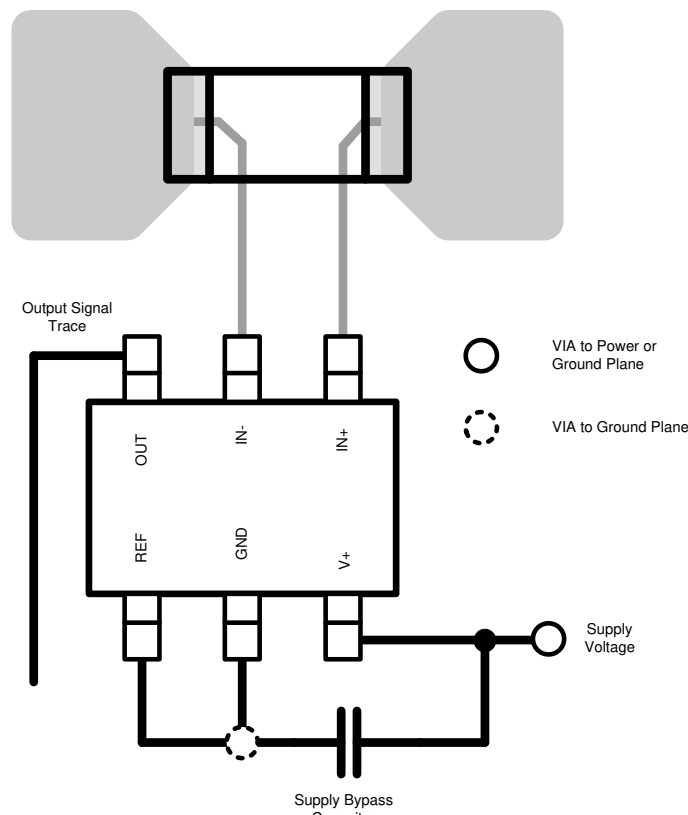 Output Signal
Trace
VIA to Power or
Ground Plane
VIA to Ground Plane
OUT
IN-
IN+
REF
GND
V+
Supply
Voltage
Supply Bypass